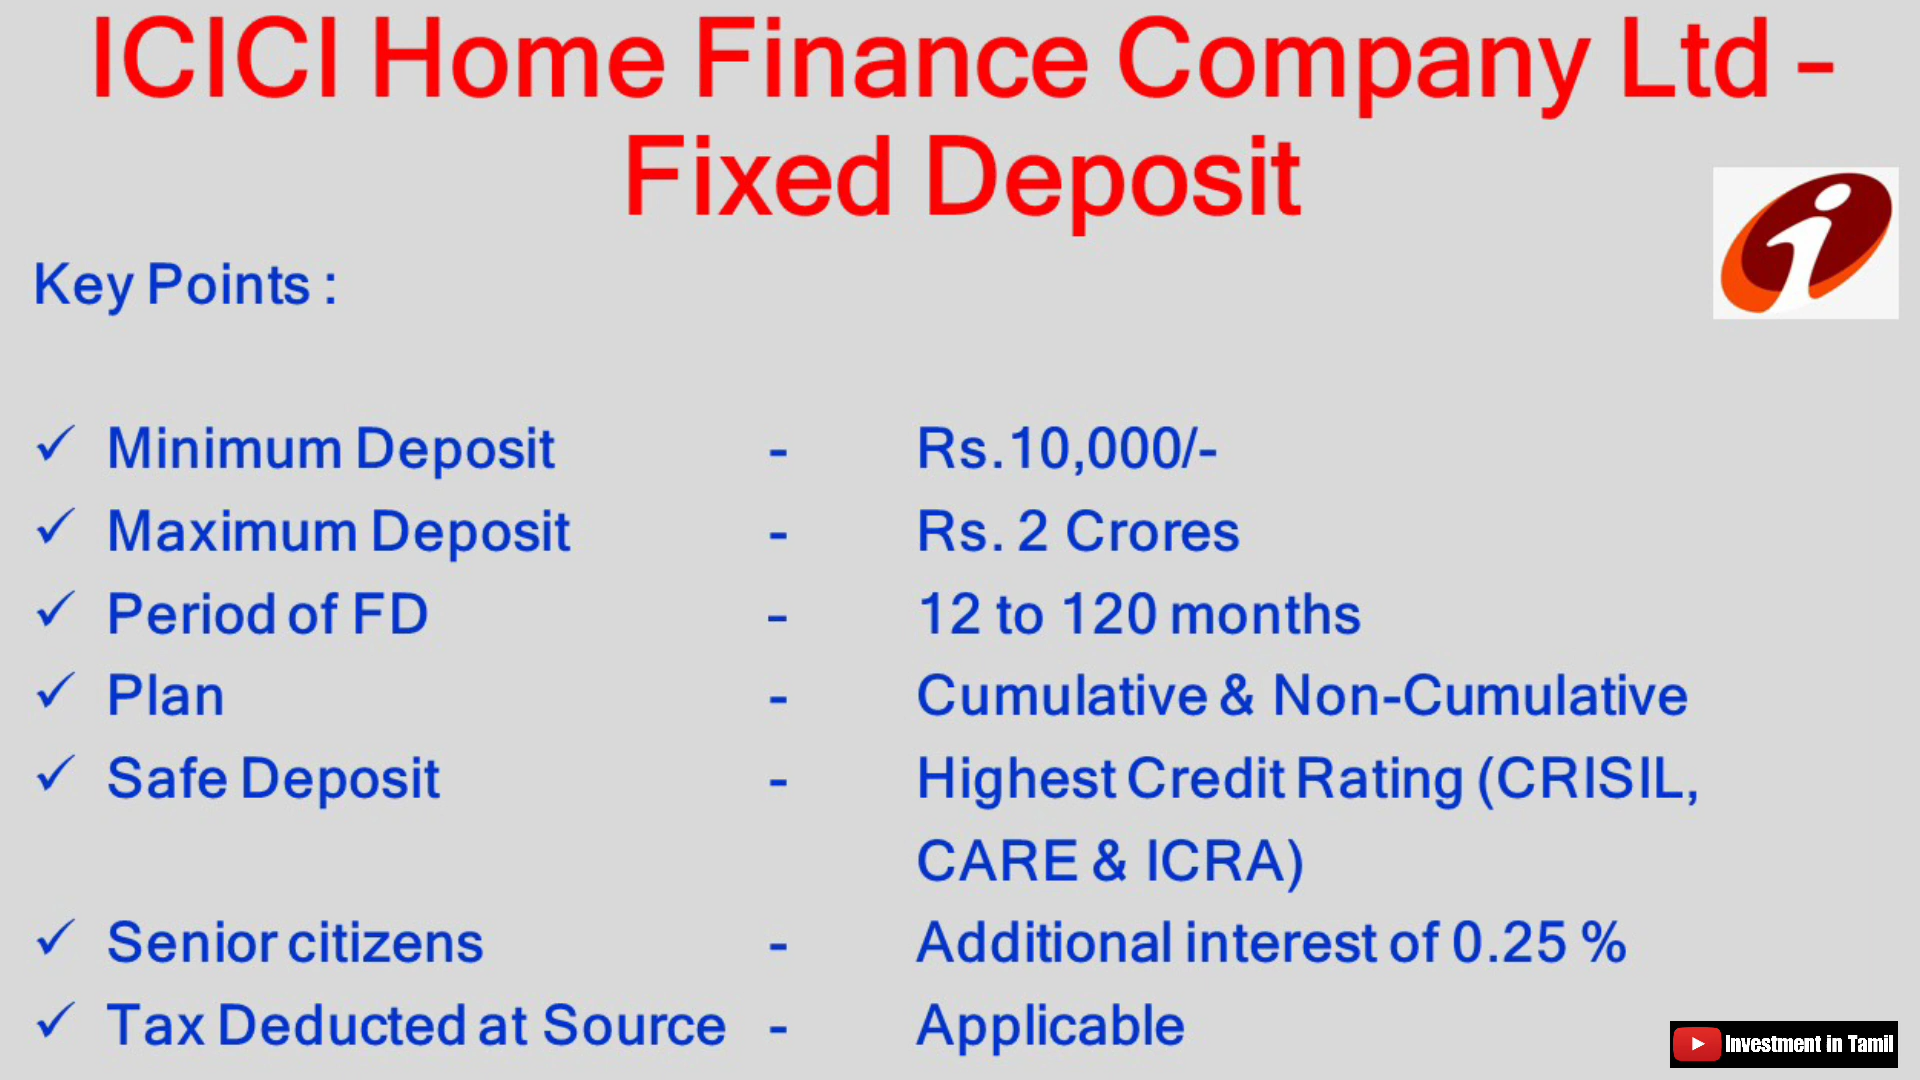 ICICI Home Finance Company Ltd –
Fixed Deposit
Key Points :
✓ Minimum Deposit - Rs.10,000/-
✓ Maximum Deposit - Rs. 2 Crores
✓ Period of FD - 12 to 120 months
✓ Plan - Cumulative & Non-Cumulative
✓ Safe Deposit - Highest Credit Rating (CRISIL,
CARE & ICRA)
✓ Senior citizens - Additional interest of 0.25 %
✓ Tax Deducted at Source - Applicable
Investment in Tamil